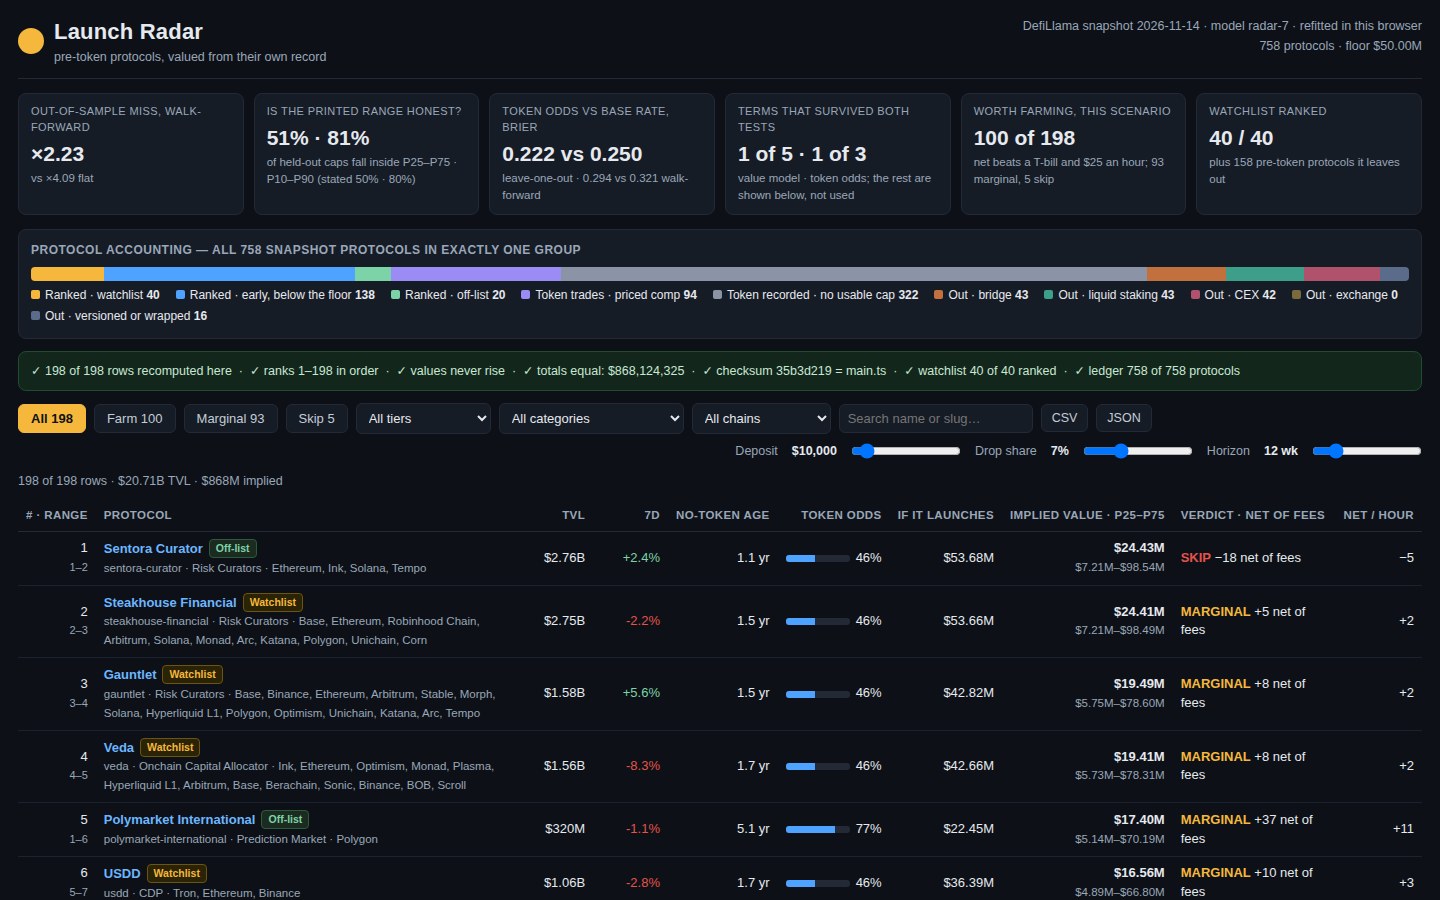 Launch Radar
pre-token protocols, valued from their own record
DefiLlama snapshot 2026-11-14 · model radar-7 · refitted in this browser
758 protocols · floor $50.00M
OUT-OF-SAMPLE MISS, WALK-
FORWARD
×2.23
vs ×4.09 flat
IS THE PRINTED RANGE HONEST?
51% · 81%
of held-out caps fall inside P25–P75 ·
P10–P90 (stated 50% · 80%)
TOKEN ODDS VS BASE RATE,
BRIER
0.222 vs 0.250
leave-one-out · 0.294 vs 0.321 walk-
forward
TERMS THAT SURVIVED BOTH
TESTS
1 of 5 · 1 of 3
value model · token odds; the rest are
shown below, not used
WORTH FARMING, THIS SCENARIO
100 of 198
net beats a T-bill and $25 an hour; 93
marginal, 5 skip
WATCHLIST RANKED
40 / 40
plus 158 pre-token protocols it leaves
out
PROTOCOL ACCOUNTING — ALL 758 SNAPSHOT PROTOCOLS IN EXACTLY ONE GROUP
Ranked · watchlist 40 Ranked · early, below the floor 138 Ranked · off-list 20 Token trades · priced comp 94 Token recorded · no usable cap 322 Out · bridge 43 Out · liquid staking 43 Out · CEX 42 Out · exchange 0
Out · versioned or wrapped 16
✓ 198 of 198 rows recomputed here · ✓ ranks 1–198 in order · ✓ values never rise · ✓ totals equal: $868,124,325 · ✓ checksum 35b3d219 = main.ts · ✓ watchlist 40 of 40 ranked · ✓ ledger 758 of 758 protocols
All 198 Farm 100 Marginal 93 Skip 5 All tiers All categories All chains Search name or slug… CSV JSON
Deposit $10,000 Drop share 7% Horizon 12 wk
198 of 198 rows · $20.71B TVL · $868M implied
# · RANGE PROTOCOL TVL 7D NO-TOKEN AGE TOKEN ODDS IF IT LAUNCHES IMPLIED VALUE · P25–P75 VERDICT · NET OF FEES NET / HOUR
1 Sentora Curator Off-list $2.76B +2.4% 1.1 yr 46% $53.68M $24.43M SKIP −18 net of fees −5
1–2 sentora-curator · Risk Curators · Ethereum, Ink, Solana, Tempo $7.21M–$98.54M
2 Steakhouse Financial Watchlist $2.75B -2.2% 1.5 yr 46% $53.66M $24.41M MARGINAL +5 net of +2
2–3 steakhouse-financial · Risk Curators · Base, Ethereum, Robinhood Chain, $7.21M–$98.49M fees
Arbitrum, Solana, Monad, Arc, Katana, Polygon, Unichain, Corn
3 Gauntlet Watchlist $1.58B +5.6% 1.5 yr 46% $42.82M $19.49M MARGINAL +8 net of +2
3–4 gauntlet · Risk Curators · Base, Binance, Ethereum, Arbitrum, Stable, Morph, $5.75M–$78.60M fees
Solana, Hyperliquid L1, Polygon, Optimism, Unichain, Katana, Arc, Tempo
4 Veda Watchlist $1.56B -8.3% 1.7 yr 46% $42.66M $19.41M MARGINAL +8 net of +2
4–5 veda · Onchain Capital Allocator · Ink, Ethereum, Optimism, Monad, Plasma, $5.73M–$78.31M fees
Hyperliquid L1, Arbitrum, Base, Berachain, Sonic, Binance, BOB, Scroll
5 Polymarket International Off-list $320M -1.1% 5.1 yr 77% $22.45M $17.40M MARGINAL +37 net of +11
1–6 polymarket-international · Prediction Market · Polygon $5.14M–$70.19M fees
6 USDD Watchlist $1.06B -2.8% 1.7 yr 46% $36.39M $16.56M MARGINAL +10 net of +3
5–7 usdd · CDP · Tron, Ethereum, Binance $4.89M–$66.80M fees